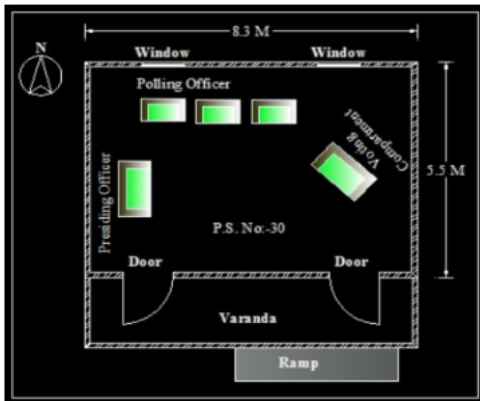 8.3 M
N
Window
Window
Polling Officer
Voting
Compartment
5.5 M
Presiding Officer
P.S. No:-30
Door
Door
Varanda
Ramp